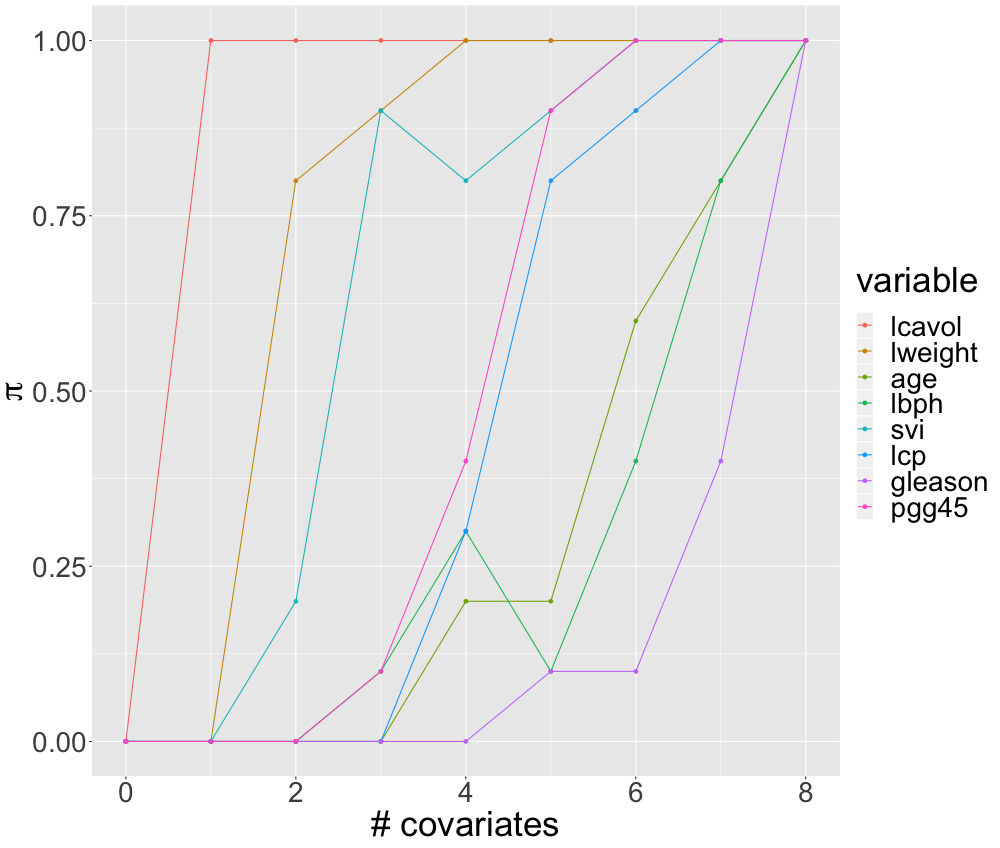 1.00
0.75
0.50
0.25
0.00
π
0
2
4
6
8
# covariates
variable
lcavol
lweight
age
lbph
svi
lcp
gleason
pgg45